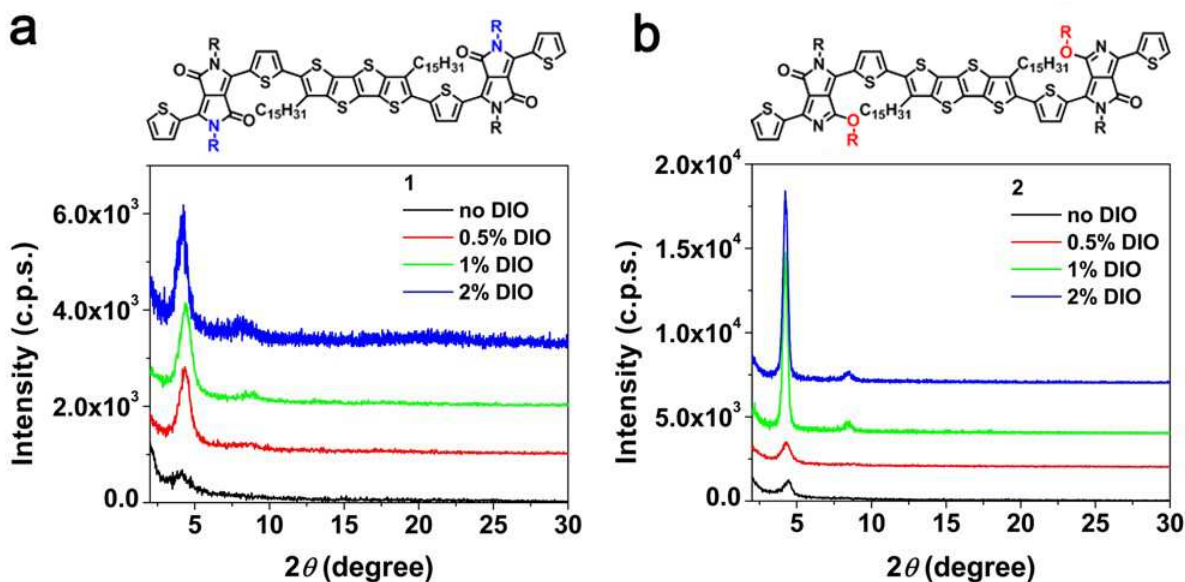 a
R
N
O
S
S
S
S
S
C₁₅H₃₁
R
N
S
O
S
O
N
R
C₁₅H₃₁
S
S
S
N
R
O
b
R
N
O
S
S
S
S
C₁₅H₃₁
R
O
N
S
S
N
O
R
C₁₅H₃₁
S
S
S
S
N
R
O
Intensity (c.p.s.)
6.0x10³
4.0x10³
2.0x10³
0.0
1
no DIO
0.5% DIO
1% DIO
2% DIO
5 10 15 20 25 30
2θ (degree)
Intensity (c.p.s.)
2.0x10⁴
1.5x10⁴
1.0x10⁴
5.0x10³
0.0
2
no DIO
0.5% DIO
1% DIO
2% DIO
5 10 15 20 25 30
2θ (degree)